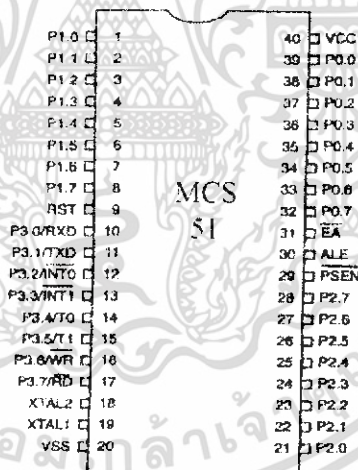 P1.0 1 40 VCC
P1.1 2 39 P0.0
P1.2 3 38 P0.1
P1.3 4 37 P0.2
P1.4 5 36 P0.3
P1.5 6 35 P0.4
P1.6 7 34 P0.5
P1.7 8 33 P0.6
RST 9 32 P0.7
MCS
51
P3.0/RXD 10 31 EA
P3.1/TXD 11 30 ALE
P3.2/INT0 12 29 PSEN
P3.3/INT1 13 28 P2.7
P3.4/T0 14 27 P2.6
P3.5/T1 15 26 P2.5
P3.6/WR 16 25 P2.4
P3.7/RD 17 24 P2.3
XTAL2 18 23 P2.2
XTAL1 19 22 P2.1
VSS 20 21 P2.0